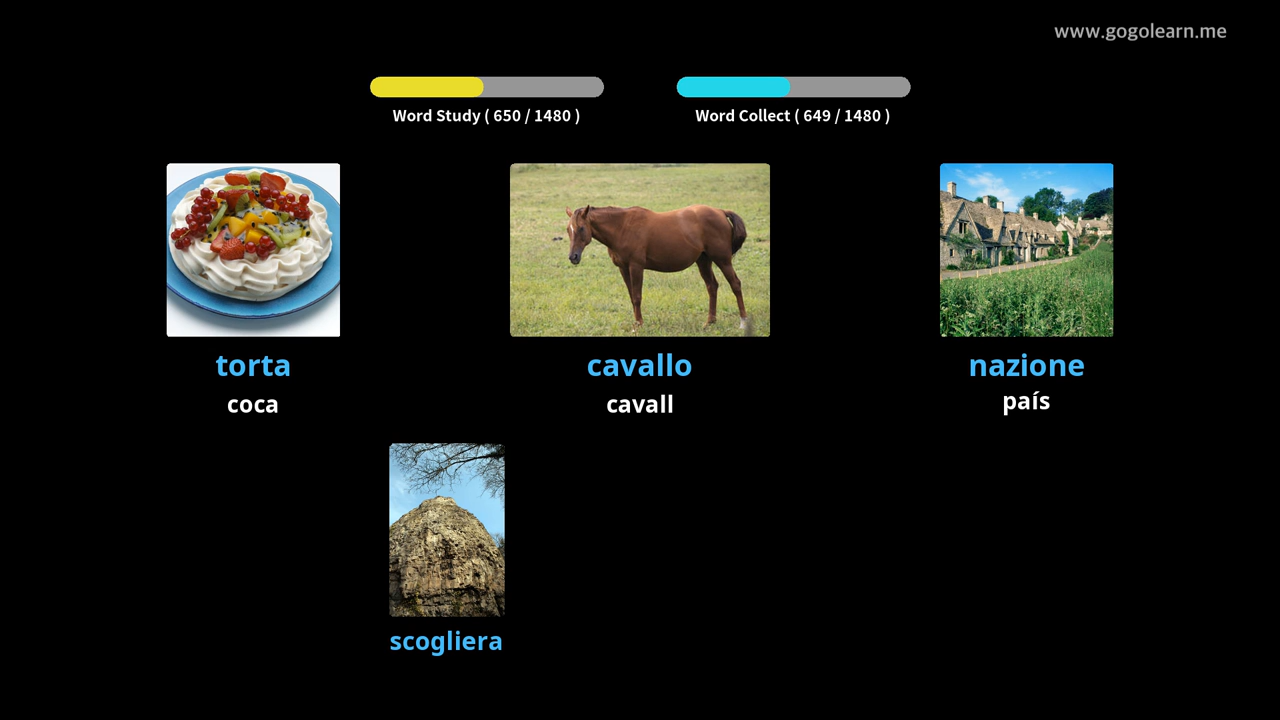 www.gogolearn.me
Word Study ( 650 / 1480 )
Word Collect ( 649 / 1480 )
torta
coca
cavallo
cavall
nazione
país
scogliera